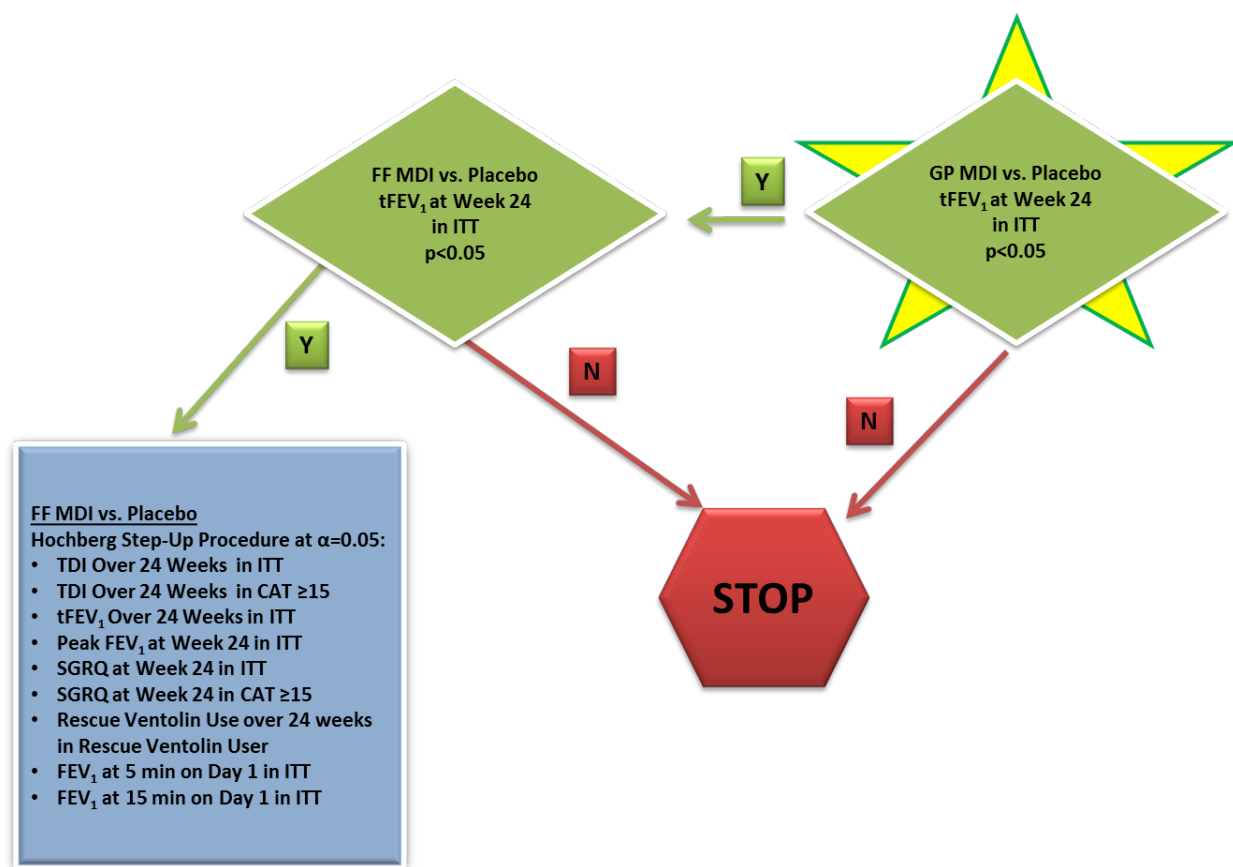 FF MDI vs. Placebo
tFEV₁ at Week 24
in ITT
p<0.05
Y
GP MDI vs. Placebo
tFEV₁ at Week 24
in ITT
p<0.05
Y
N
N
FF MDI vs. Placebo
Hochberg Step-Up Procedure at α=0.05:
• TDI Over 24 Weeks in ITT
• TDI Over 24 Weeks in CAT ≥15
• tFEV₁ Over 24 Weeks in ITT
• Peak FEV₁ at Week 24 in ITT
• SGRQ at Week 24 in ITT
• SGRQ at Week 24 in CAT ≥15
• Rescue Ventolin Use over 24 weeks
in Rescue Ventolin User
• FEV₁ at 5 min on Day 1 in ITT
• FEV₁ at 15 min on Day 1 in ITT
STOP